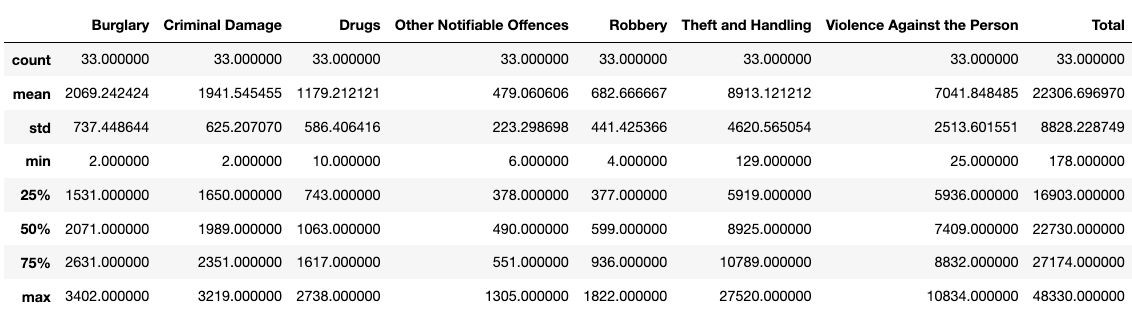 Burglary Criminal Damage Drugs Other Notifiable Offences Robbery Theft and Handling Violence Against the Person Total
count 33.000000 33.000000 33.000000 33.000000 33.000000 33.000000 33.000000 33.000000
mean 2069.242424 1941.545455 1179.212121 479.060606 682.666667 8913.121212 7041.848485 22306.696970
std 737.448644 625.207070 586.406416 223.298698 441.425366 4620.565054 2513.601551 8828.228749
min 2.000000 2.000000 10.000000 6.000000 4.000000 129.000000 25.000000 178.000000
25% 1531.000000 1650.000000 743.000000 378.000000 377.000000 5919.000000 5936.000000 16903.000000
50% 2071.000000 1989.000000 1063.000000 490.000000 599.000000 8925.000000 7409.000000 22730.000000
75% 2631.000000 2351.000000 1617.000000 551.000000 936.000000 10789.000000 8832.000000 27174.000000
max 3402.000000 3219.000000 2738.000000 1305.000000 1822.000000 27520.000000 10834.000000 48330.000000